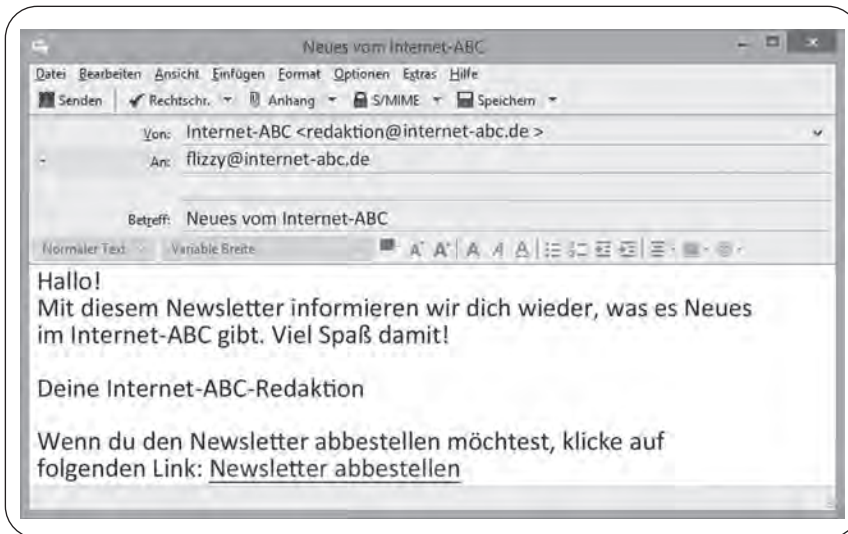 Neues vom Internet-ABC
Datei Bearbeiten Ansicht Einfügen Format Optionen Extras Hilfe
Senden Rechtschr. Anhang S/MIME Speichern
Von: Internet-ABC <redaktion@internet-abc.de >
An: flizzy@internet-abc.de
Betreff: Neues vom Internet-ABC
Normaler Text Variable Breite
Hallo!
Mit diesem Newsletter informieren wir dich wieder, was es Neues
im Internet-ABC gibt. Viel Spaß damit!
Deine Internet-ABC-Redaktion
Wenn du den Newsletter abbestellen möchtest, klicke auf
folgenden Link: Newsletter abbestellen